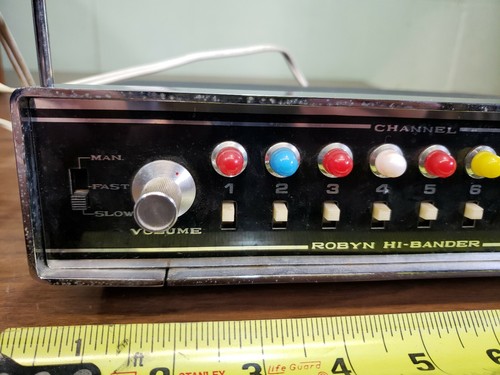 CHANNEL
MAN.
FAST
SLOW
VOLUME
1 2 3 4 5 6
ROBYN HI-BANDER
STANLEY 3 life Guard 4 5 6